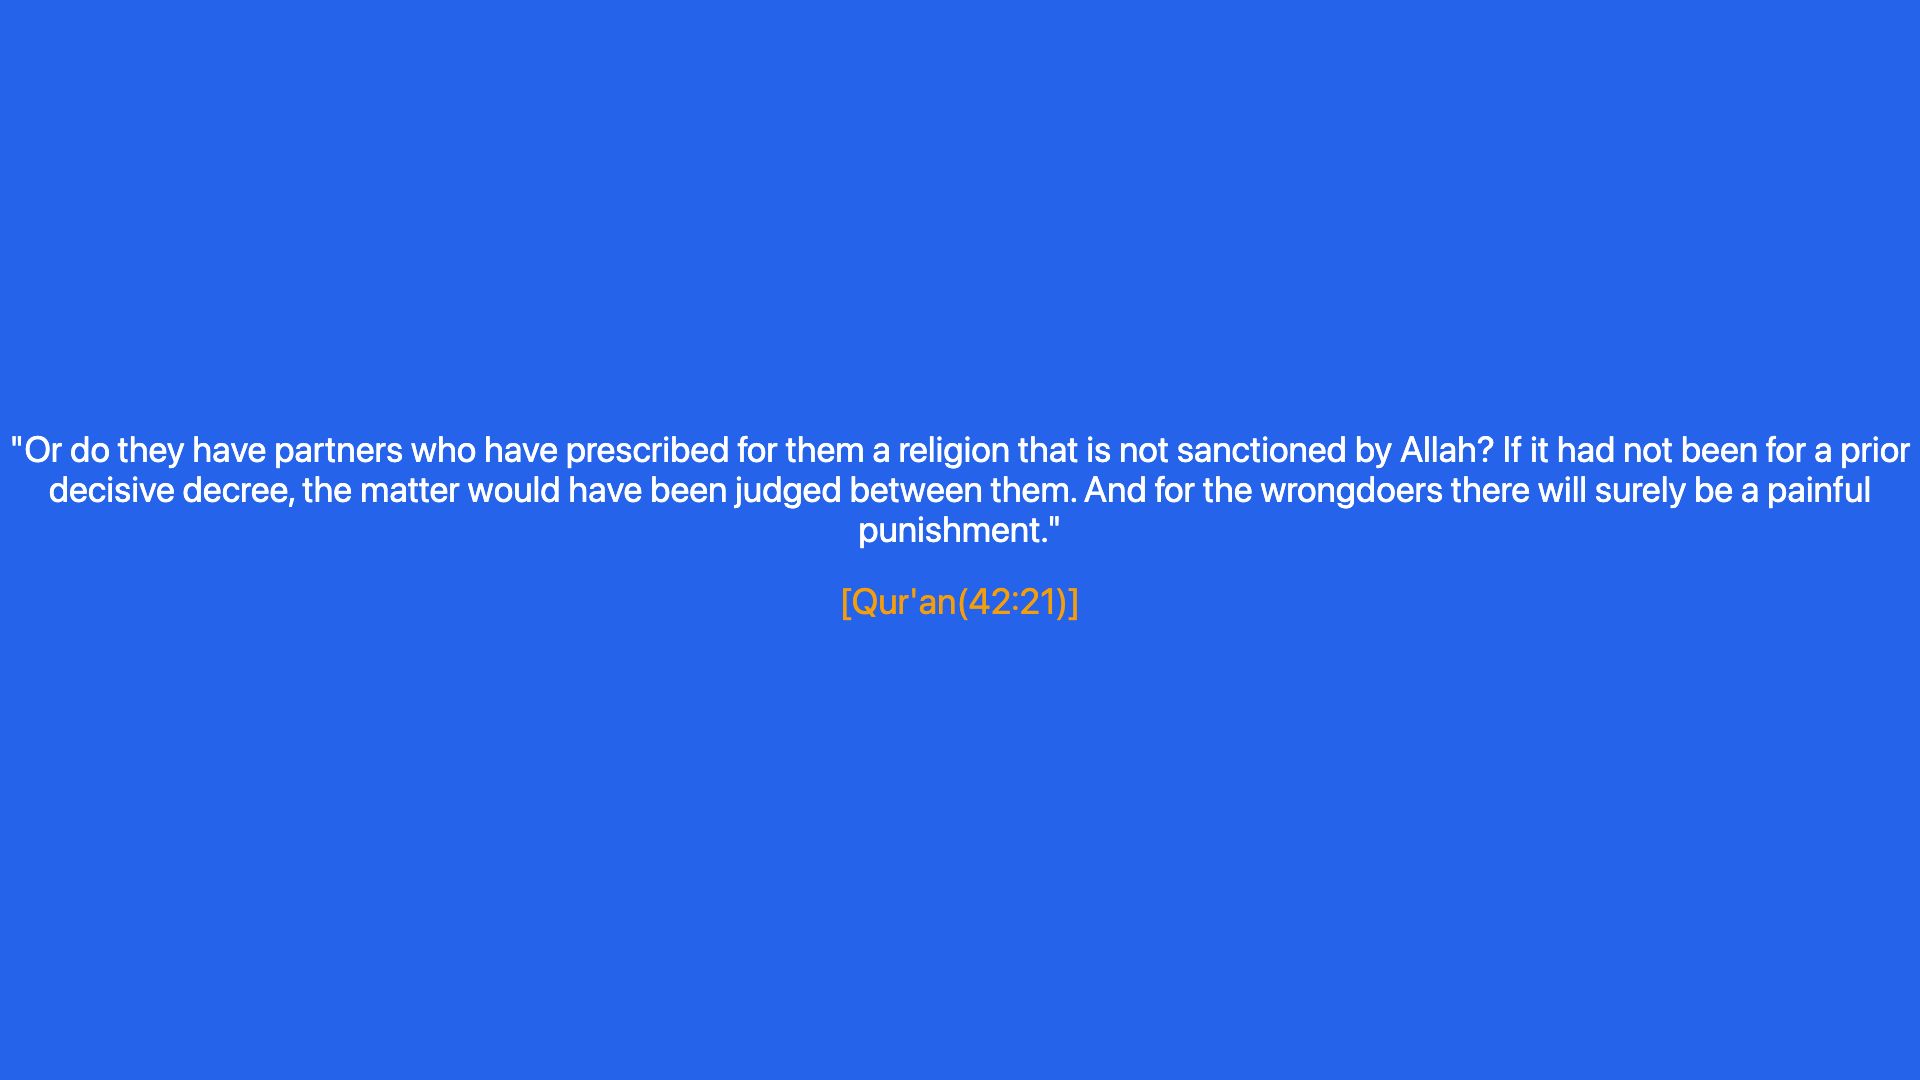 "Or do they have partners who have prescribed for them a religion that is not sanctioned by Allah? If it had not been for a prior
decisive decree, the matter would have been judged between them. And for the wrongdoers there will surely be a painful
punishment."
[Qur'an(42:21)]